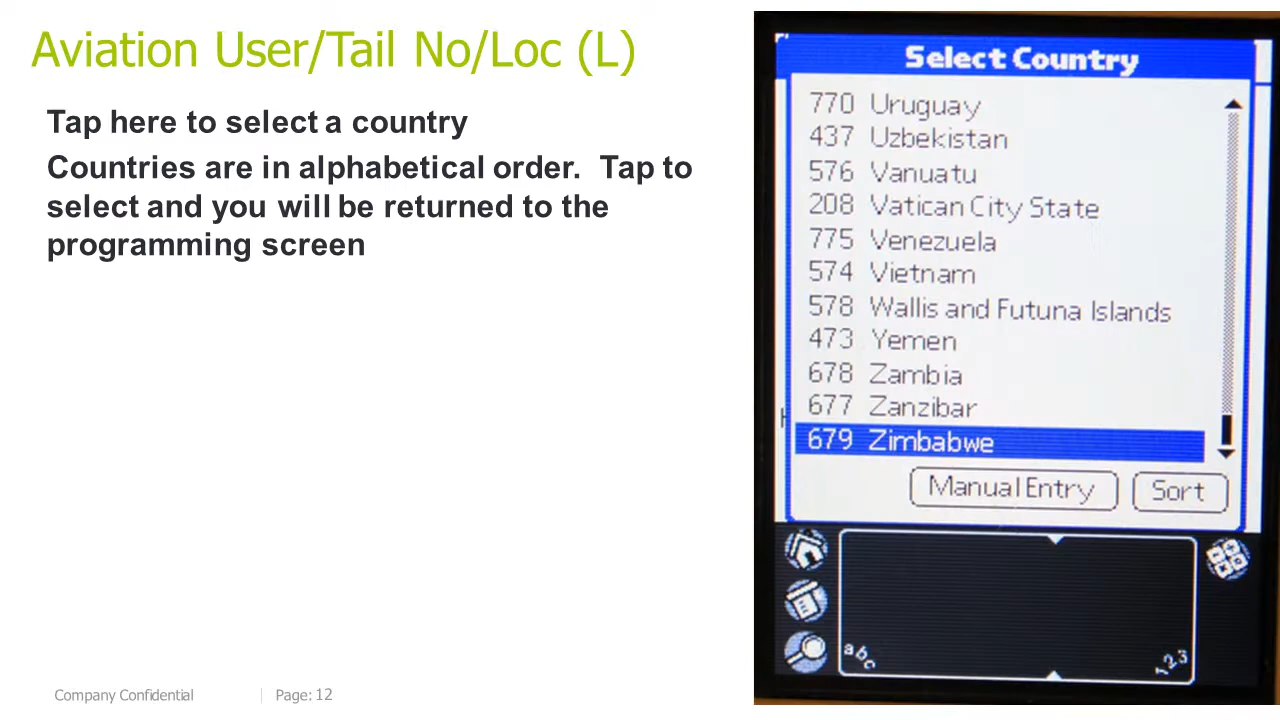 Aviation User/Tail No/Loc (L)
Tap here to select a country
Countries are in alphabetical order. Tap to
select and you will be returned to the
programming screen
Select Country
770 Uruguay
437 Uzbekistan
576 Vanuatu
208 Vatican City State
775 Venezuela
574 Vietnam
578 Wallis and Futuna Islands
473 Yemen
678 Zambia
677 Zanzibar
679 Zimbabwe
Manual Entry
Sort
abc
123
Company Confidential
Page: 12